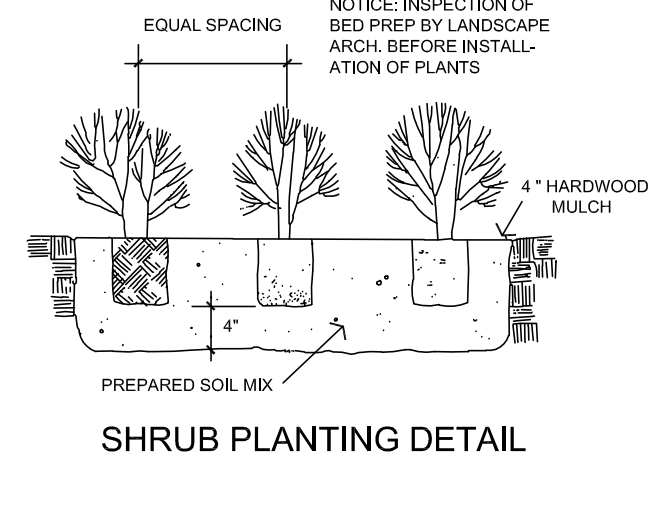 NOTICE: INSPECTION OF
BED PREP BY LANDSCAPE
ARCH. BEFORE INSTALL-
ATION OF PLANTS
EQUAL SPACING
4 " HARDWOOD
MULCH
4"
PREPARED SOIL MIX
SHRUB PLANTING DETAIL